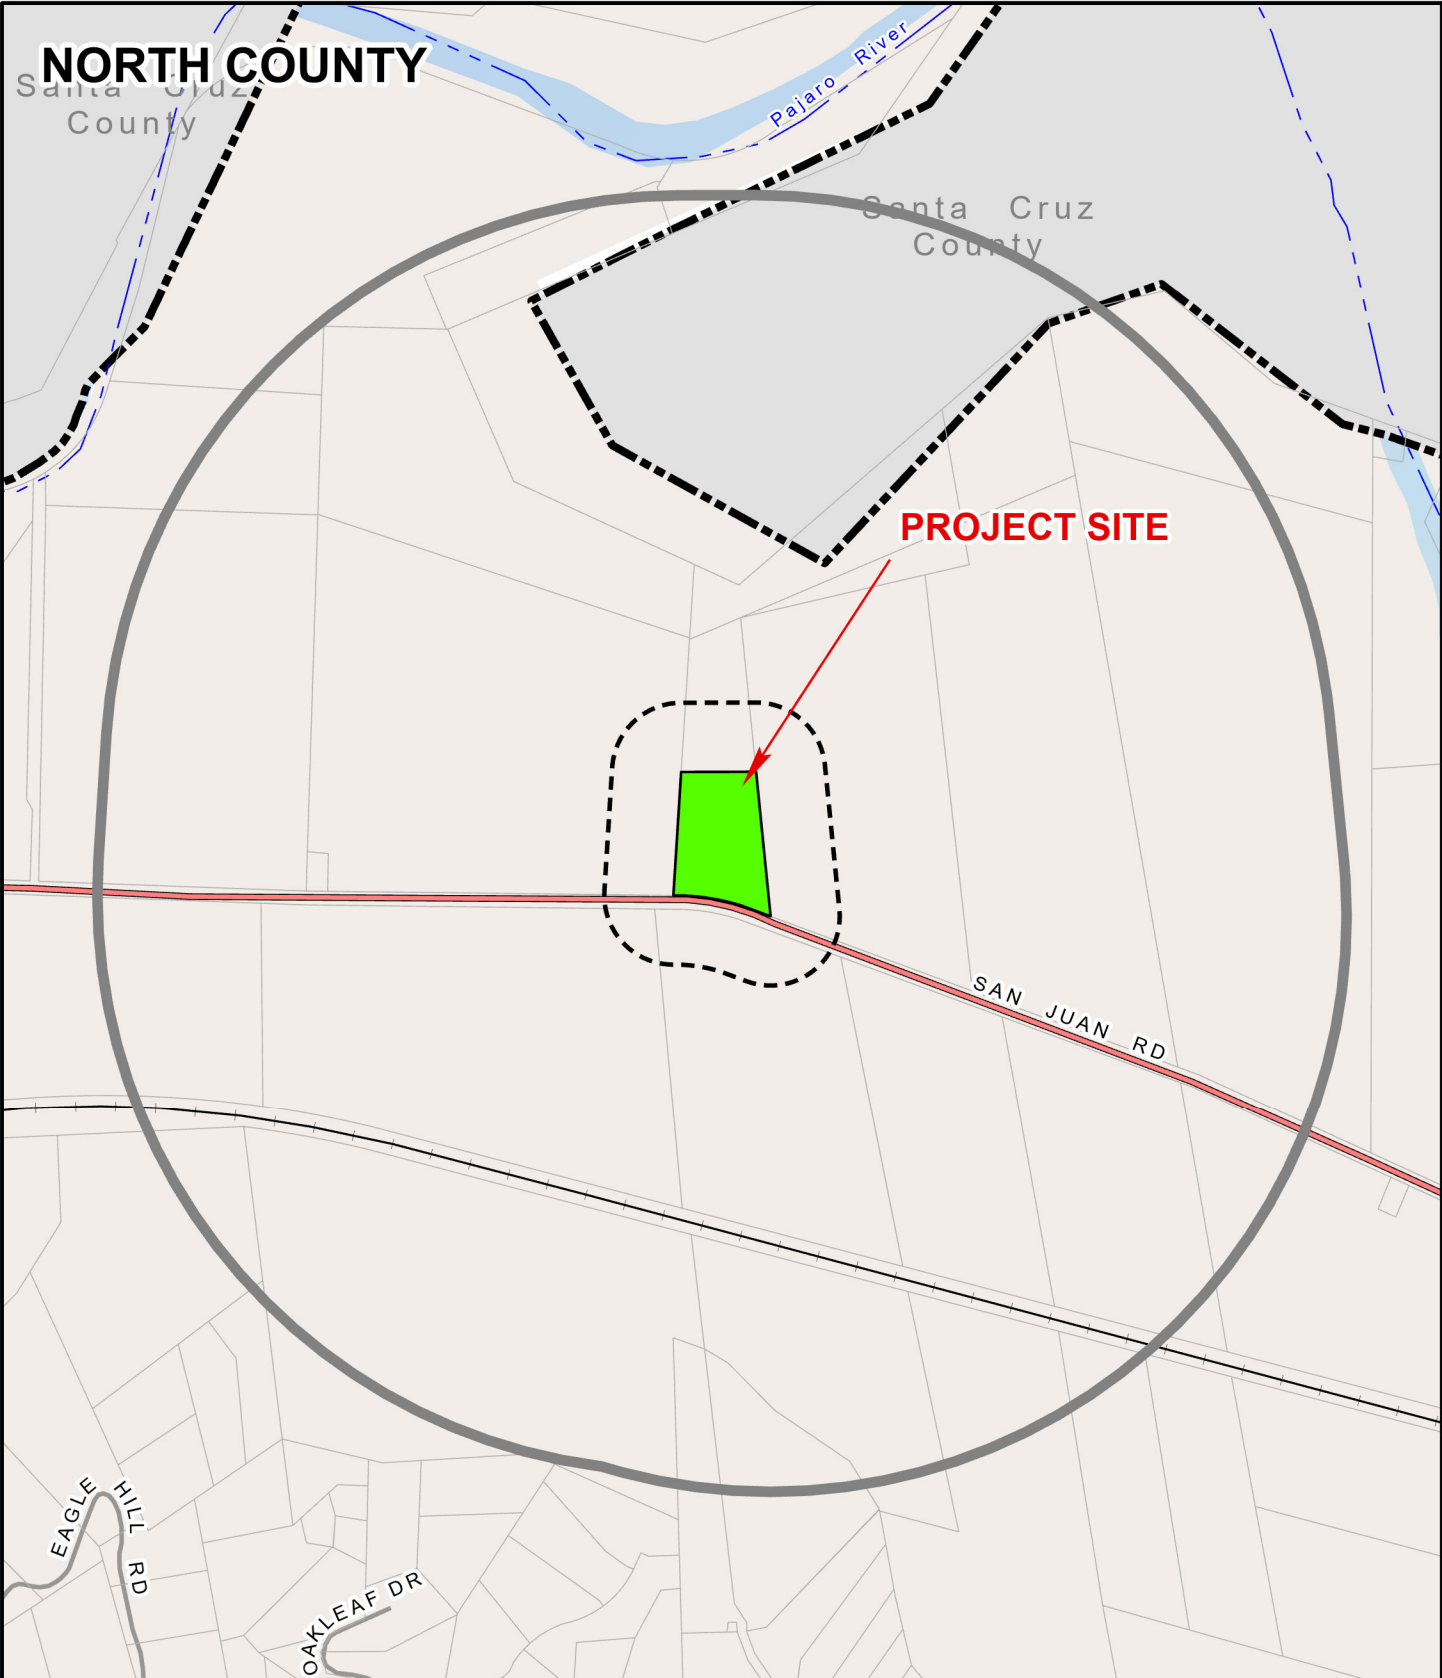 NORTH COUNTY
Santa Cruz
County
Pajaro River
Santa Cruz
County
PROJECT SITE
SAN JUAN RD
EAGLE HILL RD
OAKLEAF DR